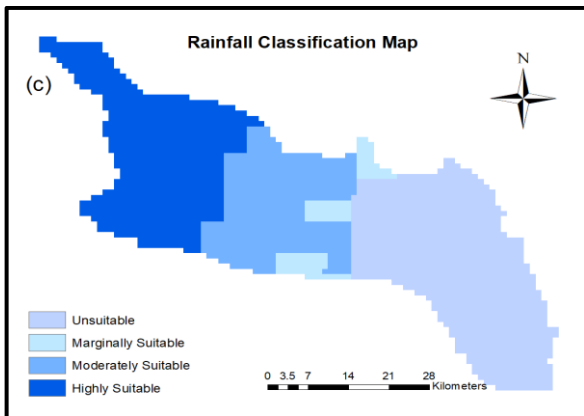 Rainfall Classification Map
N
(c)
Unsuitable
Marginally Suitable
Moderately Suitable
Highly Suitable
0 3.5 7 14 21 28
Kilometers